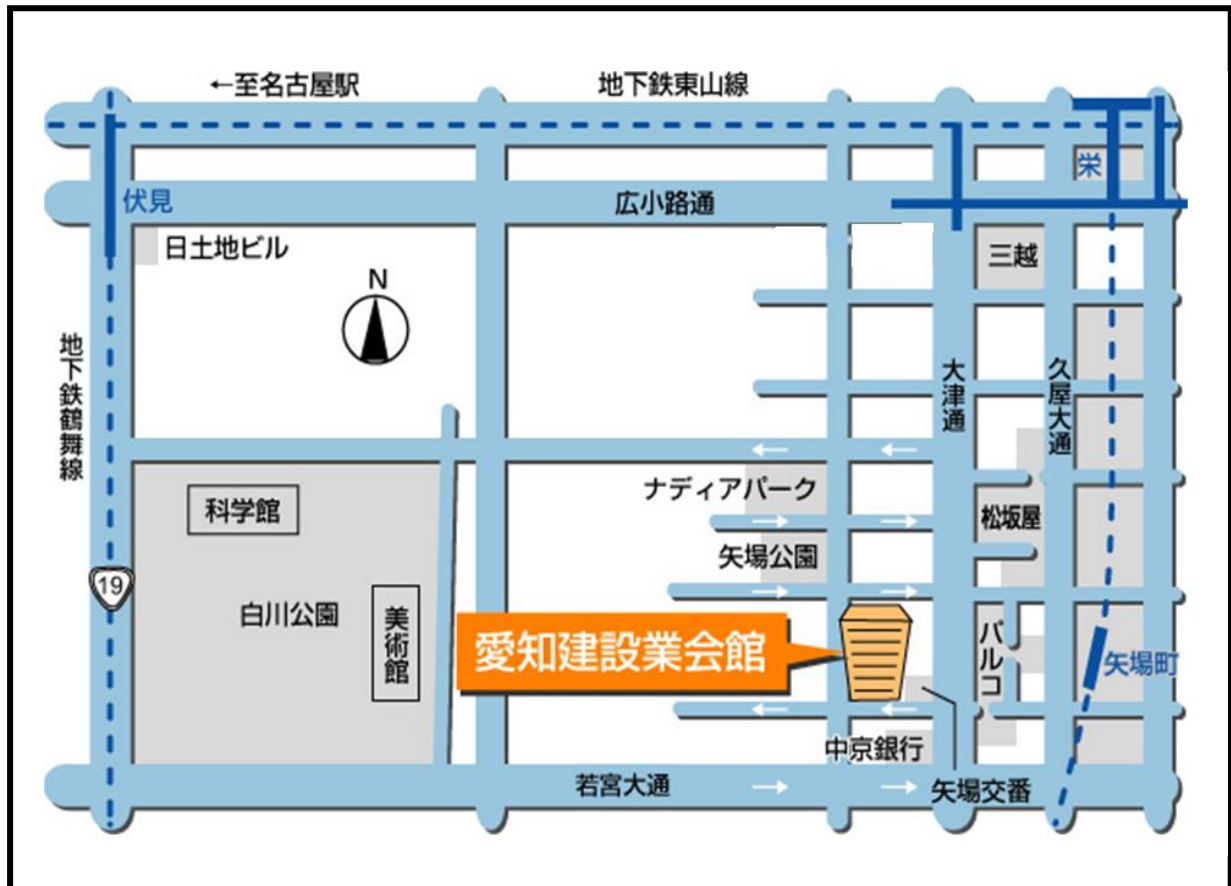 ←至名古屋駅
地下鉄東山線
栄
伏見
広小路通
日土地ビル
三越
N
地下鉄鶴舞線
大津通
久屋大通
ナディアパーク
科学館
松坂屋
矢場公園
19
白川公園
美術館
愛知建設業会館
パルコ
矢場町
中京銀行
若宮大通
矢場交番